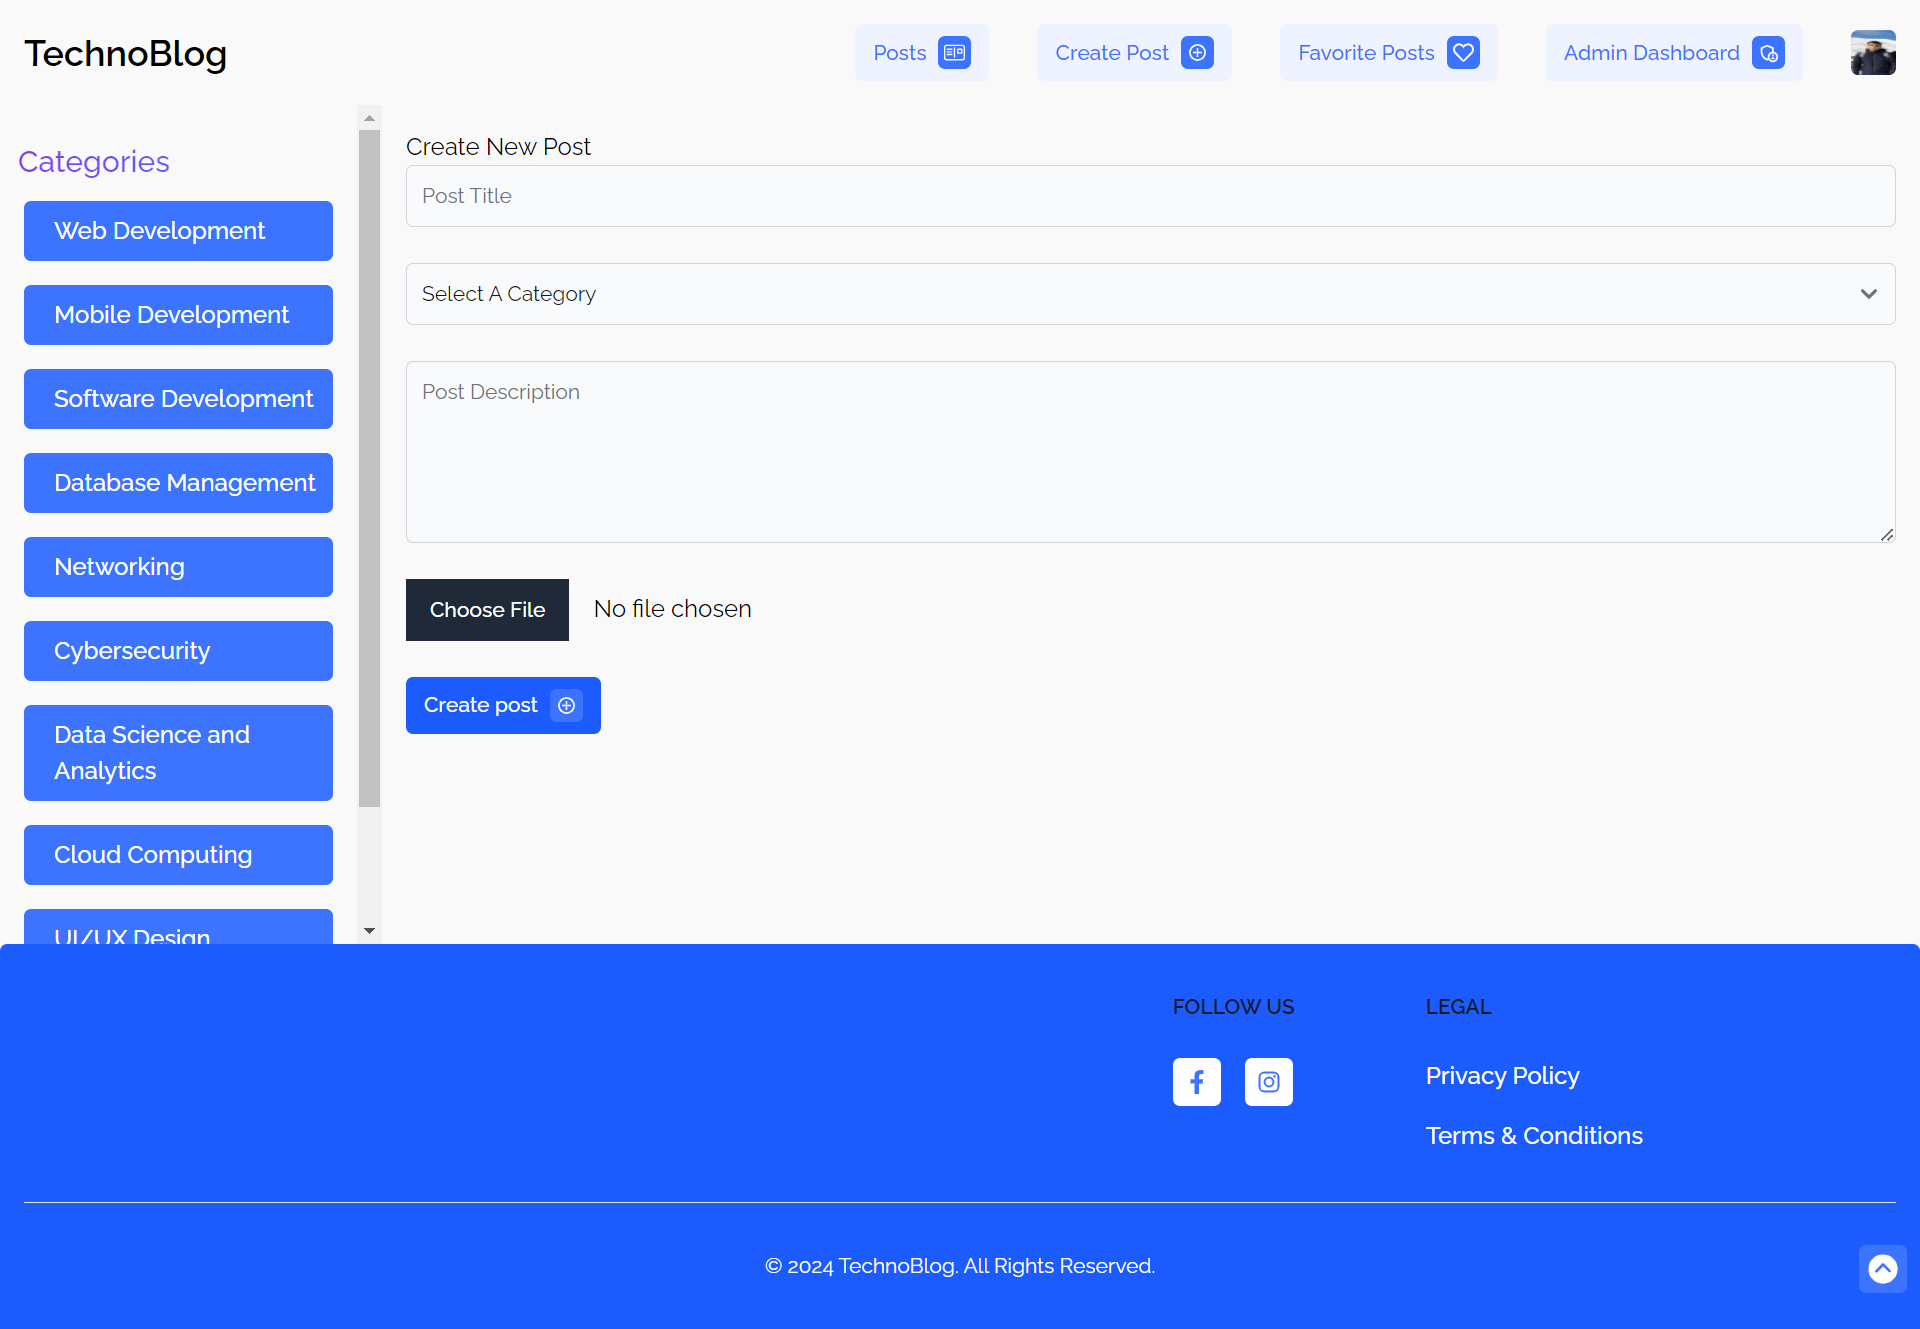 TechnoBlog
Posts
Create Post
Favorite Posts
Admin Dashboard
Categories
Web Development
Mobile Development
Software Development
Database Management
Networking
Cybersecurity
Data Science and
Analytics
Cloud Computing
UI/UX Design
Create New Post
Post Title
Select A Category
Post Description
Choose File
No file chosen
Create post
FOLLOW US
LEGAL
Privacy Policy
Terms & Conditions
© 2024 TechnoBlog. All Rights Reserved.